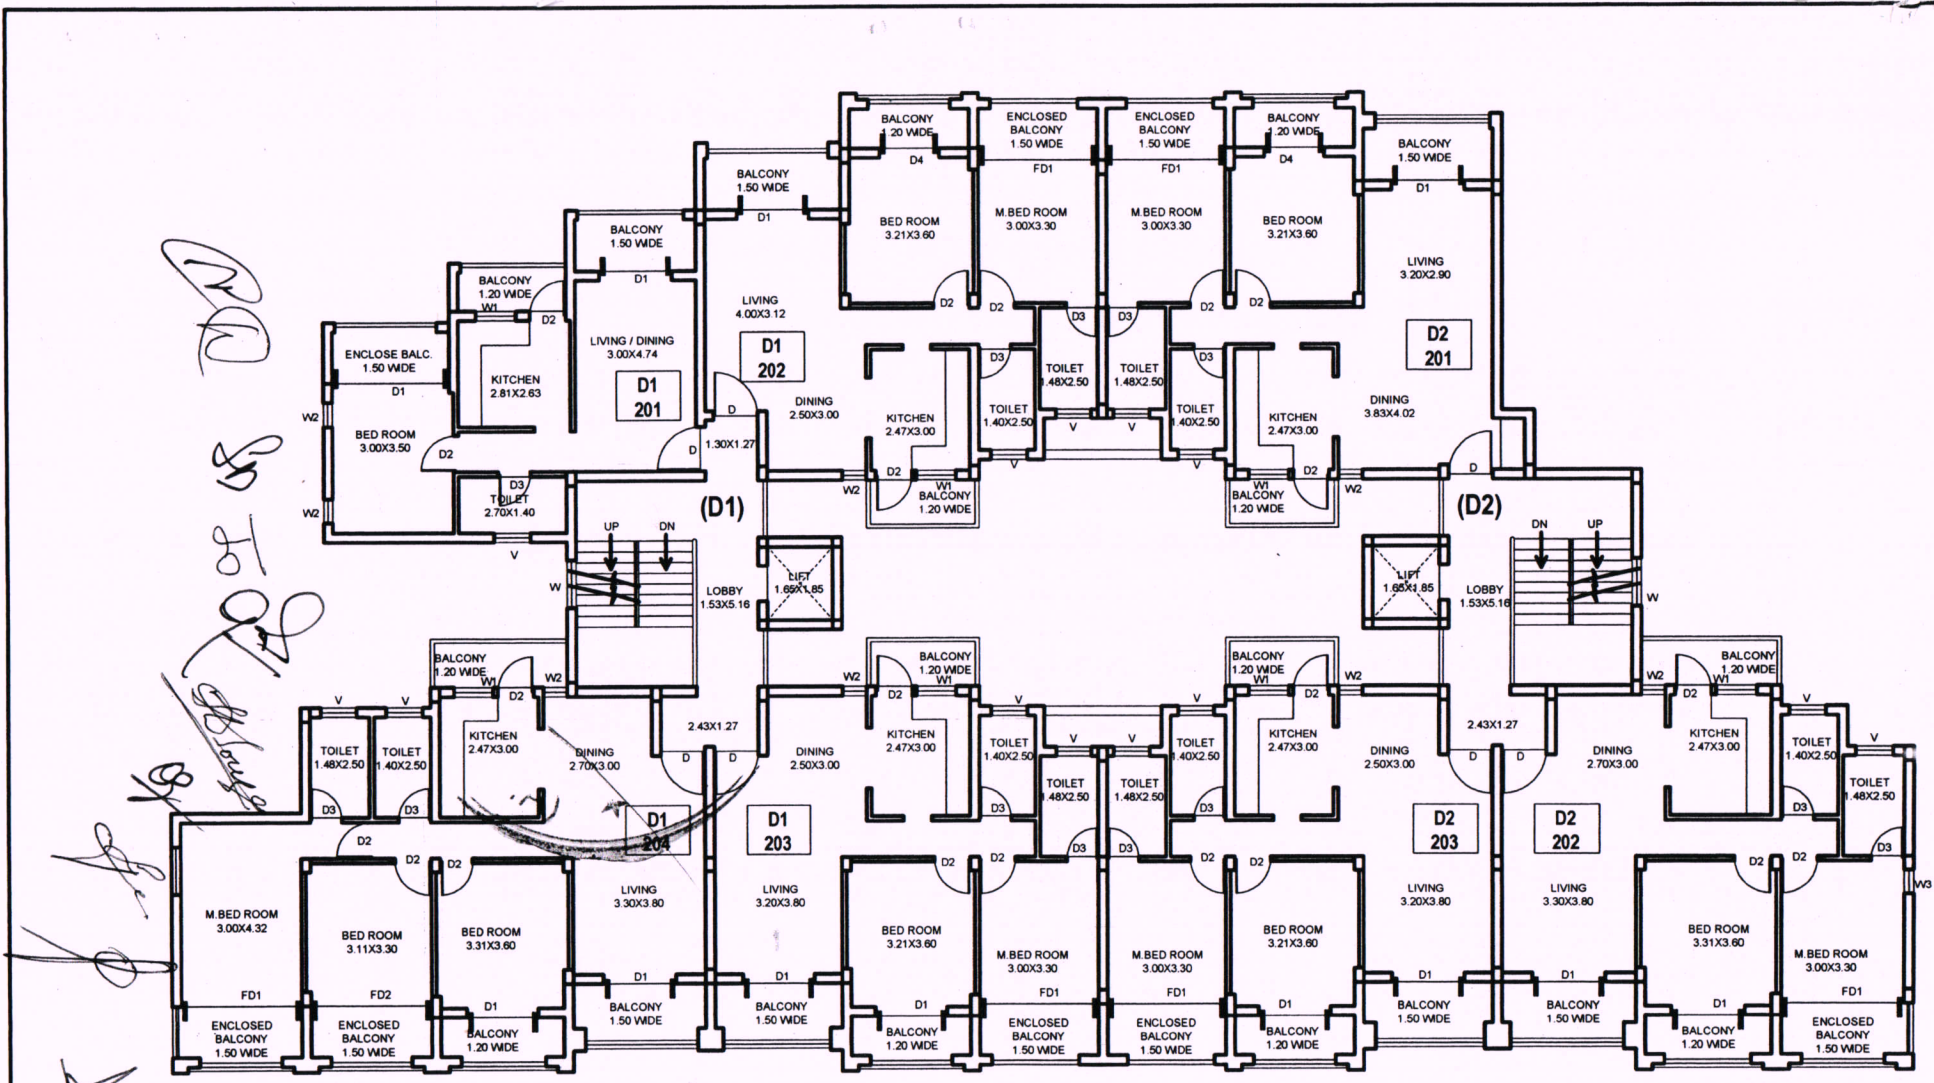 BALCONY
1.20 WIDE
D4
ENCLOSED
BALCONY
1.50 WIDE
FD1
ENCLOSED
BALCONY
1.50 WIDE
FD1
BALCONY
1.20 WIDE
D4
BALCONY
1.50 WIDE
D1
BALCONY
1.50 WIDE
D1
BED ROOM
3.21X3.60
M.BED ROOM
3.00X3.30
M.BED ROOM
3.00X3.30
BED ROOM
3.21X3.60
BALCONY
1.50 WIDE
D1
LIVING
3.20X2.90
BALCONY
1.20 WIDE
W1
D2
LIVING
4.00X3.12
D2
D2
D2
D2
D3
D3
LIVING / DINING
3.00X4.74
D1
202
D2
201
ENCLOSE BALC.
1.50 WIDE
D1
KITCHEN
2.81X2.63
D1
201
D3
D3
TOILET
1.48X2.50
TOILET
1.48X2.50
W2
DINING
2.50X3.00
D
KITCHEN
2.47X3.00
TOILET
1.40X2.50
TOILET
1.40X2.50
KITCHEN
2.47X3.00
DINING
3.83X4.02
V
V
BED ROOM
3.00X3.50
D2
D
1.30X1.27
V
V
D
D3
TOILET
2.70X1.40
W2
V
(D1)
W2
D2
W1
BALCONY
1.20 WIDE
W1
D2
W2
BALCONY
1.20 WIDE
(D2)
UP
DN
DN
UP
W
LOBBY
1.53X5.16
LIFT
1.65X1.85
LIFT
1.65X1.85
LOBBY
1.53X5.16
W
BALCONY
1.20 WIDE
W1
D2
W2
BALCONY
1.20 WIDE
W2
D2
W1
BALCONY
1.20 WIDE
W1
D2
W2
BALCONY
1.20 WIDE
W2
D2
W1
V
V
V
V
V
V
V
V
2.43X1.27
2.43X1.27
TOILET
1.48X2.50
TOILET
1.40X2.50
KITCHEN
2.47X3.00
DINING
2.70X3.00
D
D
DINING
2.50X3.00
KITCHEN
2.47X3.00
TOILET
1.40X2.50
TOILET
1.48X2.50
TOILET
1.48X2.50
TOILET
1.40X2.50
KITCHEN
2.47X3.00
DINING
2.50X3.00
D
D
DINING
2.70X3.00
KITCHEN
2.47X3.00
TOILET
1.40X2.50
TOILET
1.48X2.50
D3
D3
D3
D3
D3
D3
D3
D3
D1
204
D1
203
D2
203
D2
202
D2
D2
D2
D2
D2
D2
D2
D2
D2
W3
M.BED ROOM
3.00X4.32
BED ROOM
3.11X3.30
BED ROOM
3.31X3.60
LIVING
3.30X3.80
LIVING
3.20X3.80
BED ROOM
3.21X3.60
M.BED ROOM
3.00X3.30
M.BED ROOM
3.00X3.30
BED ROOM
3.21X3.60
LIVING
3.20X3.80
LIVING
3.30X3.80
BED ROOM
3.31X3.60
M.BED ROOM
3.00X3.30
FD1
FD2
D1
D1
D1
D1
FD1
FD1
D1
D1
D1
D1
FD1
ENCLOSED
BALCONY
1.50 WIDE
ENCLOSED
BALCONY
1.50 WIDE
BALCONY
1.20 WIDE
BALCONY
1.50 WIDE
BALCONY
1.50 WIDE
BALCONY
1.20 WIDE
ENCLOSED
BALCONY
1.50 WIDE
ENCLOSED
BALCONY
1.50 WIDE
BALCONY
1.20 WIDE
BALCONY
1.50 WIDE
BALCONY
1.50 WIDE
BALCONY
1.20 WIDE
ENCLOSED
BALCONY
1.50 WIDE